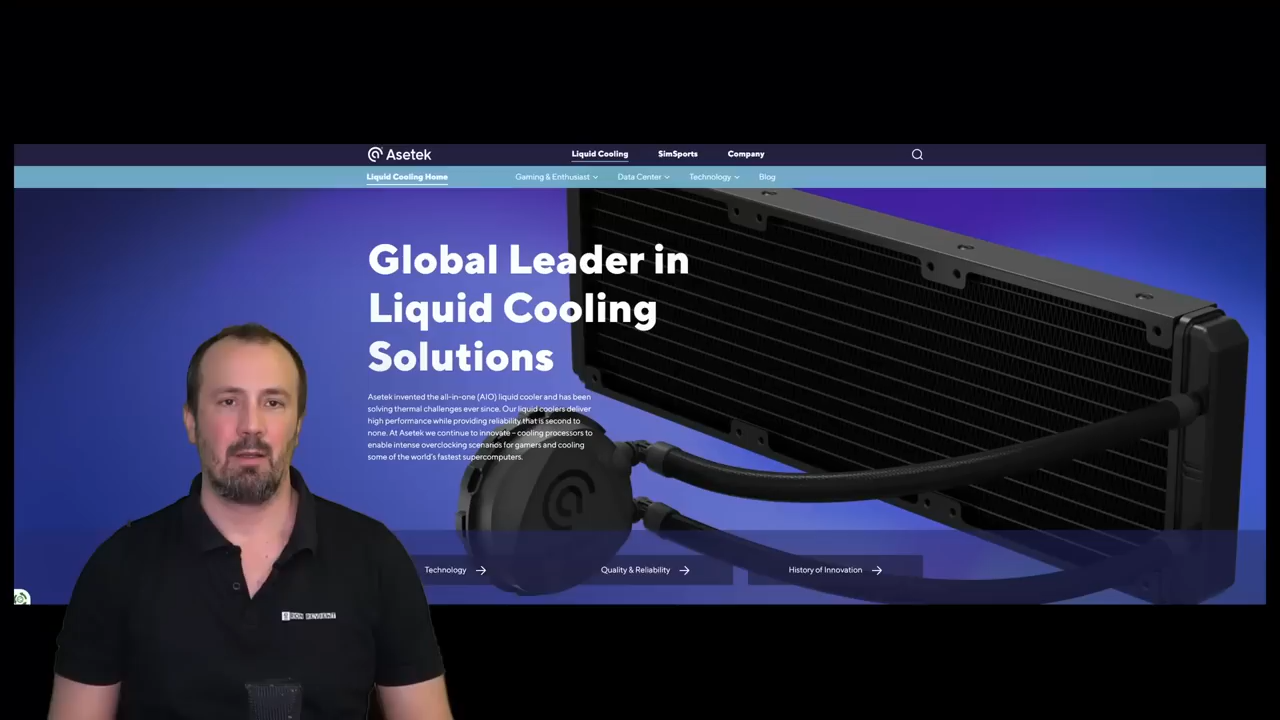 Asetek
Liquid Cooling
SimSports
Company
Liquid Cooling Home
Gaming & Enthusiast
Data Center
Technology
Blog
Global Leader in
Liquid Cooling
Solutions
Asetek invented the all-in-one (AIO) liquid cooler and has been
solving thermal challenges ever since. Our liquid coolers deliver
high performance while providing reliability that is second to
none. At Asetek we continue to innovate – cooling processors to
enable intense overclocking scenarios for gamers and cooling
some of the world's fastest supercomputers.
Technology
Quality & Reliability
History of Innovation